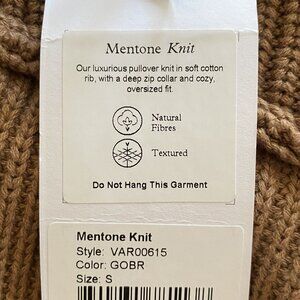 Mentone Knit
Our luxurious pullover knit in soft cotton
rib, with a deep zip collar and cozy,
oversized fit.
Natural
Fibres
Textured
Do Not Hang This Garment
Mentone Knit
Style: VAR00615
Color: GOBR
Size: S